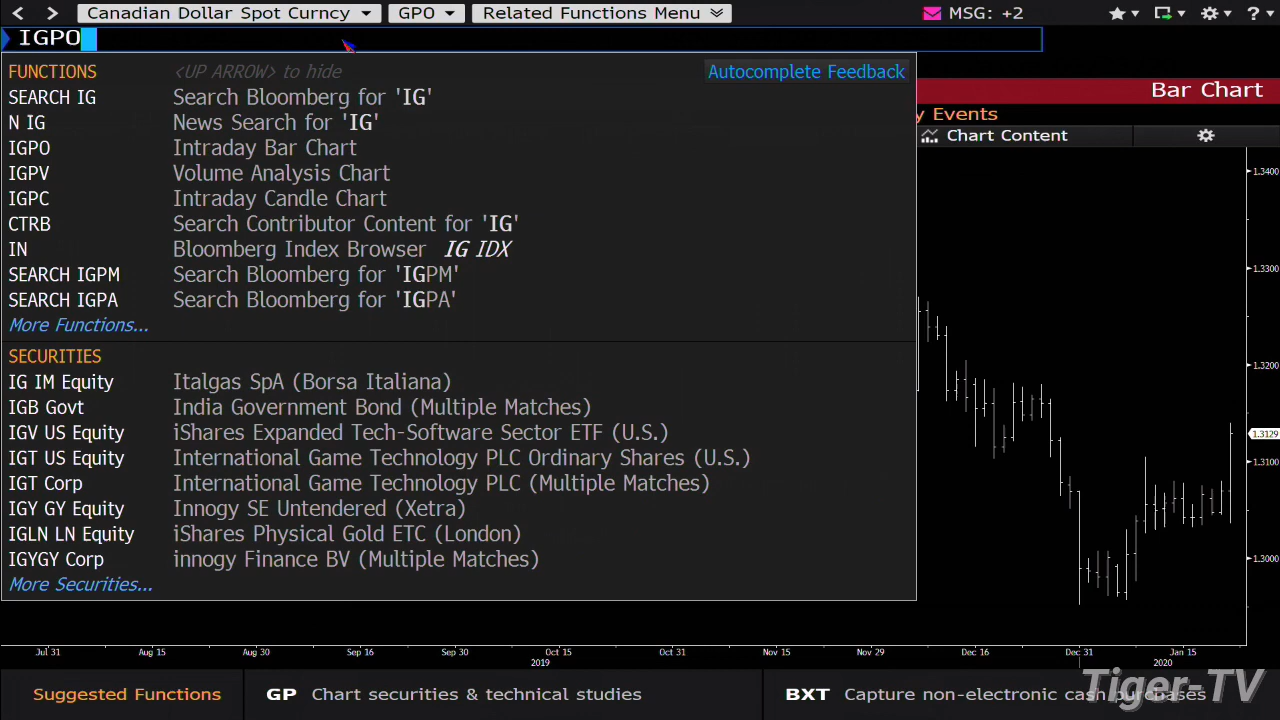 Canadian Dollar Spot Curncy GPO Related Functions Menu MSG: +2 ?
IGPO
FUNCTIONS <UP ARROW> to hide Autocomplete Feedback
SEARCH IG Search Bloomberg for 'IG'
N IG News Search for 'IG'
IGPO Intraday Bar Chart
IGPV Volume Analysis Chart
IGPC Intraday Candle Chart
CTRB Search Contributor Content for 'IG'
IN Bloomberg Index Browser IG IDX
SEARCH IGPM Search Bloomberg for 'IGPM'
SEARCH IGPA Search Bloomberg for 'IGPA'
More Functions...
SECURITIES
IG IM Equity Italgas SpA (Borsa Italiana)
IGB Govt India Government Bond (Multiple Matches)
IGV US Equity iShares Expanded Tech-Software Sector ETF (U.S.)
IGT US Equity International Game Technology PLC Ordinary Shares (U.S.)
IGT Corp International Game Technology PLC (Multiple Matches)
IGY GY Equity Innogy SE Untendered (Xetra)
IGLN LN Equity iShares Physical Gold ETC (London)
IGYGY Corp innogy Finance BV (Multiple Matches)
More Securities...
Bar Chart
y Events
Chart Content
1.3400
1.3300
1.3200
1.3129
1.3100
1.3000
Jul 31 Aug 15 Aug 30 Sep 16 Sep 30 Oct 15 Oct 31 Nov 15 Nov 29 Dec 16 Dec 31 Jan 15
2019 2020
Suggested Functions GP Chart securities & technical studies BXT Capture non-electronic cash purchases
Tiger-TV